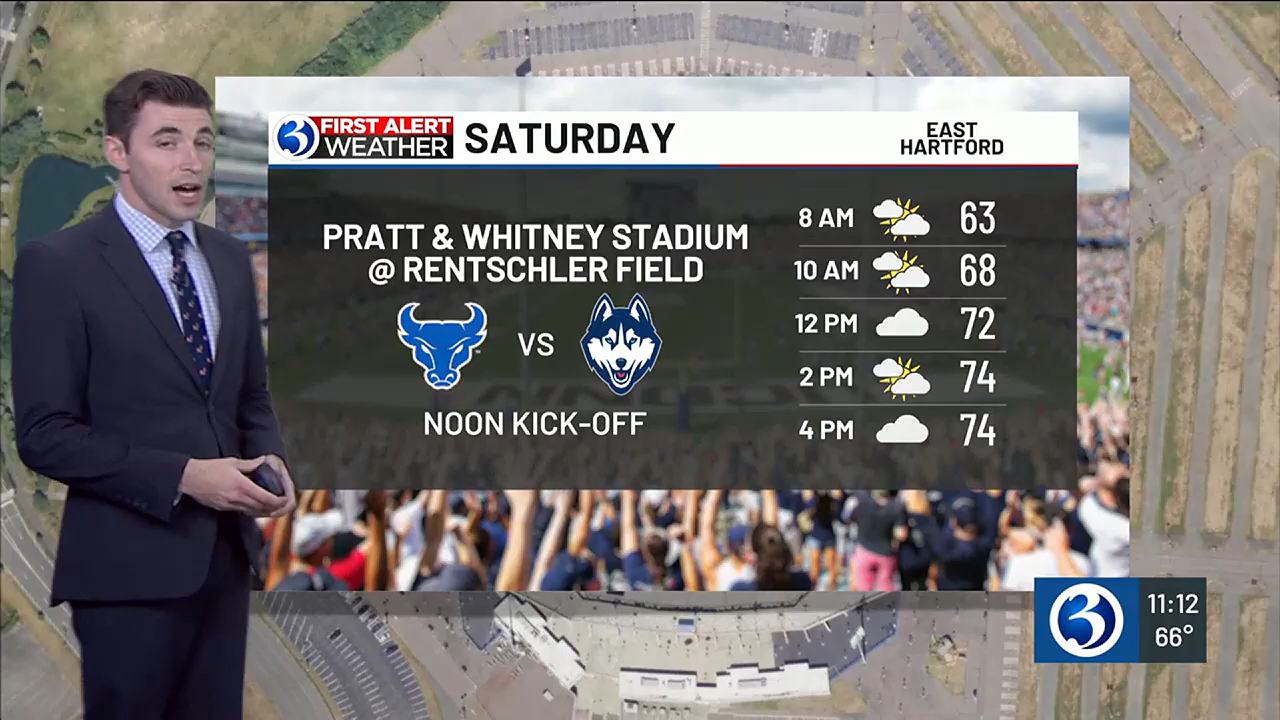 3 FIRST ALERT
WEATHER
SATURDAY
EAST
HARTFORD
PRATT & WHITNEY STADIUM
@ RENTSCHLER FIELD
VS
NOON KICK-OFF
8 AM 63
10 AM 68
12 PM 72
2 PM 74
4 PM 74
UCONN
3 11:12
66°